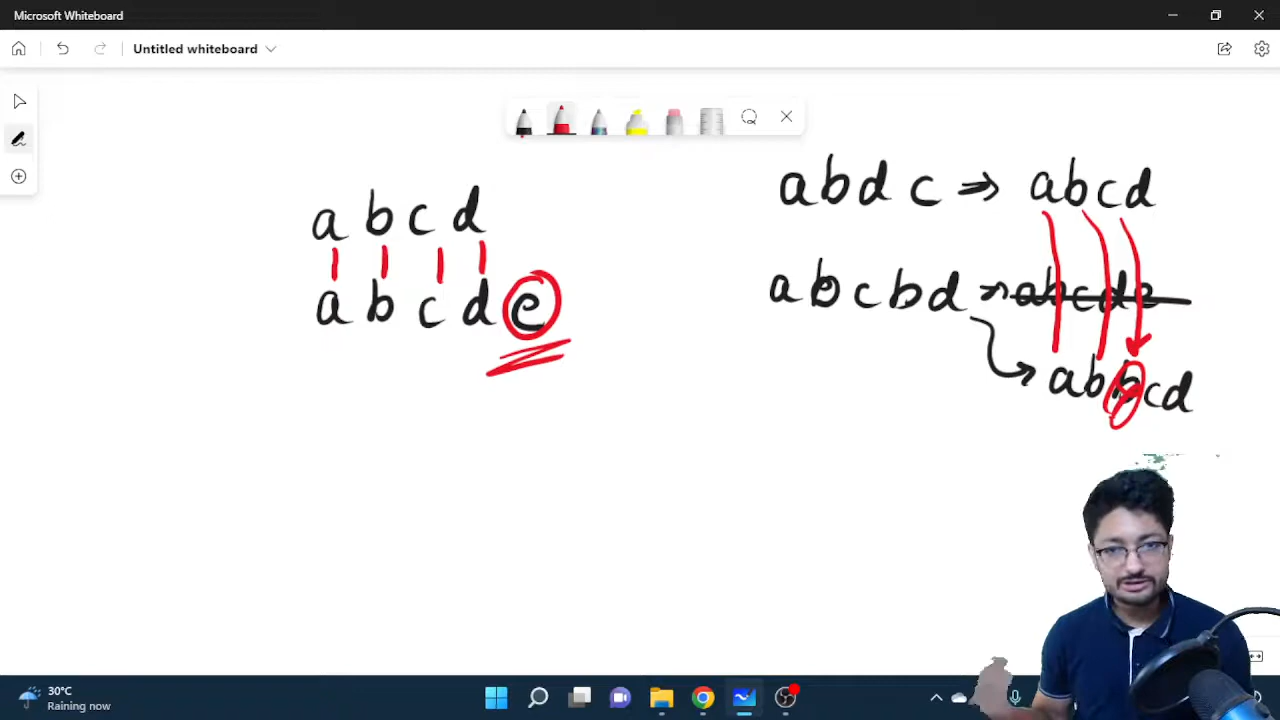 Microsoft Whiteboard
Untitled whiteboard
a b c d
a b c d e
a b d c ⇒ a b c d
a b c b d ⇒ a b c d e
a b b c d
30°C
Raining now